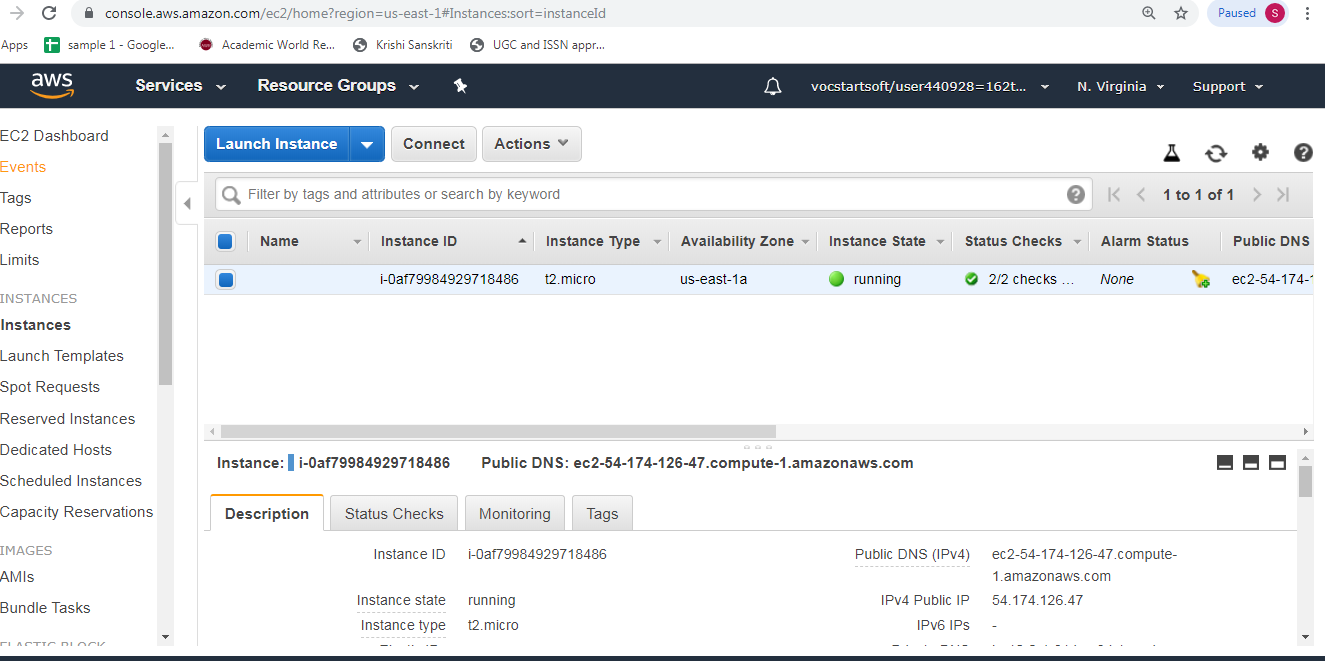 console.aws.amazon.com/ec2/home?region=us-east-1#Instances:sort=instanceId
Paused S
Apps sample 1 - Google... Academic World Re... Krishi Sanskriti UGC and ISSN appr...
aws Services Resource Groups vocstartsoft/user440928=162t... N. Virginia Support
EC2 Dashboard
Events
Tags
Reports
Limits
INSTANCES
Instances
Launch Templates
Spot Requests
Reserved Instances
Dedicated Hosts
Scheduled Instances
Capacity Reservations
IMAGES
AMIs
Bundle Tasks
ELASTIC BLOCK
Launch Instance Connect Actions
Filter by tags and attributes or search by keyword
1 to 1 of 1
Name Instance ID Instance Type Availability Zone Instance State Status Checks Alarm Status Public DNS
i-0af79984929718486 t2.micro us-east-1a running 2/2 checks ... None ec2-54-174-1
Instance: i-0af79984929718486 Public DNS: ec2-54-174-126-47.compute-1.amazonaws.com
Description Status Checks Monitoring Tags
Instance ID i-0af79984929718486
Public DNS (IPv4) ec2-54-174-126-47.compute-
1.amazonaws.com
Instance state running
IPv4 Public IP 54.174.126.47
Instance type t2.micro
IPv6 IPs -